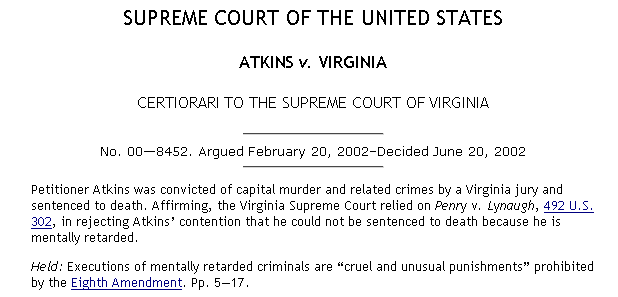 SUPREME COURT OF THE UNITED STATES
ATKINS v. VIRGINIA
CERTIORARI TO THE SUPREME COURT OF VIRGINIA
No. 00—8452. Argued February 20, 2002–Decided June 20, 2002
Petitioner Atkins was convicted of capital murder and related crimes by a Virginia jury and
sentenced to death. Affirming, the Virginia Supreme Court relied on Penry v. Lynaugh, 492 U.S.
302, in rejecting Atkins’ contention that he could not be sentenced to death because he is
mentally retarded.
Held: Executions of mentally retarded criminals are “cruel and unusual punishments” prohibited
by the Eighth Amendment. Pp. 5—17.